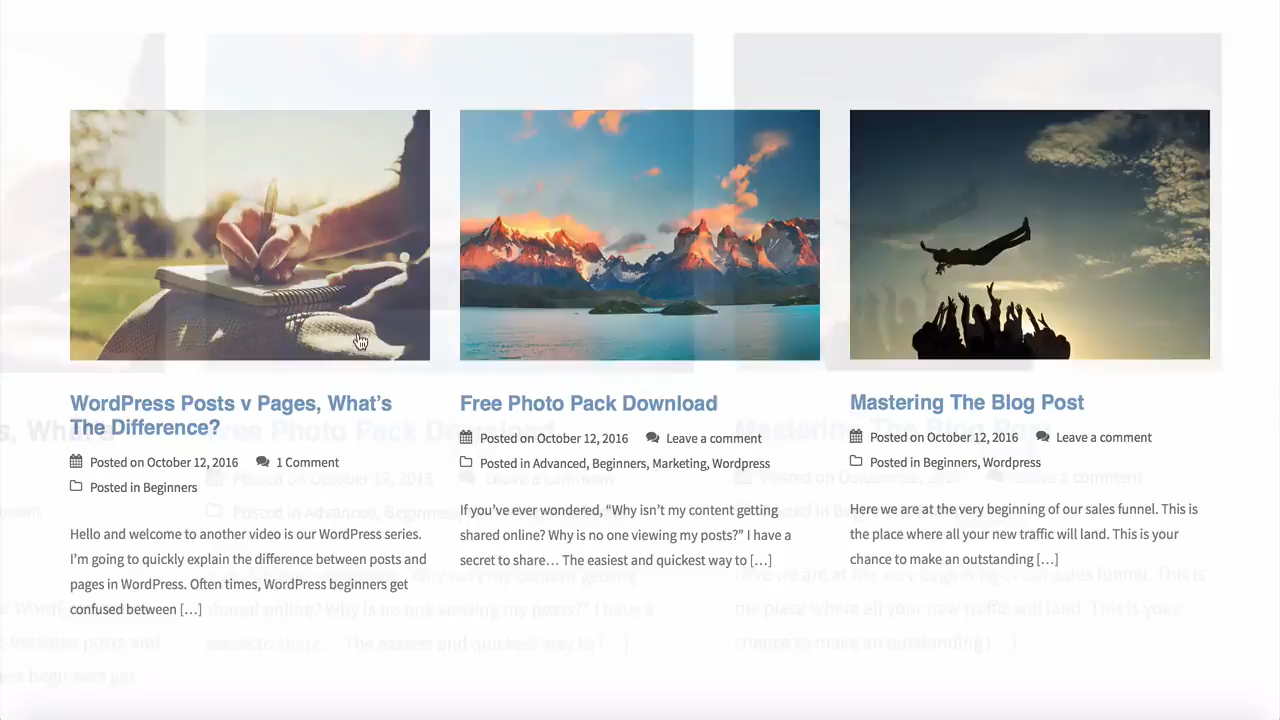 WordPress Posts v Pages, What's
The Difference?
Posted on October 12, 2016 1 Comment
Posted in Beginners
Hello and welcome to another video is our WordPress series.
I'm going to quickly explain the difference between posts and
pages in WordPress. Often times, WordPress beginners get
confused between [...]
Free Photo Pack Download
Posted on October 12, 2016 Leave a comment
Posted in Advanced, Beginners, Marketing, Wordpress
If you've ever wondered, “Why isn't my content getting
shared online? Why is no one viewing my posts?” I have a
secret to share… The easiest and quickest way to [...]
Mastering The Blog Post
Posted on October 12, 2016 Leave a comment
Posted in Beginners, Wordpress
Here we are at the very beginning of our sales funnel. This is
the place where all your new traffic will land. This is your
chance to make an outstanding [...]